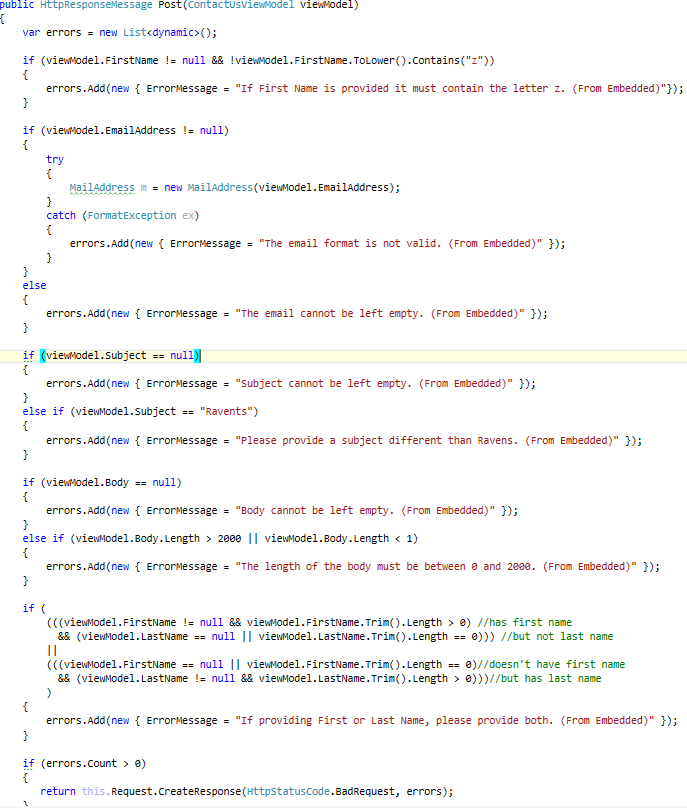 public HttpResponseMessage Post(ContactUsViewModel viewModel)
{
var errors = new List<dynamic>();
if (viewModel.FirstName != null && !viewModel.FirstName.ToLower().Contains("z"))
{
errors.Add(new { ErrorMessage = "If First Name is provided it must contain the letter z. (From Embedded)"});
}
if (viewModel.EmailAddress != null)
{
try
{
MailAddress m = new MailAddress(viewModel.EmailAddress);
}
catch (FormatException ex)
{
errors.Add(new { ErrorMessage = "The email format is not valid. (From Embedded)" });
}
}
else
{
errors.Add(new { ErrorMessage = "The email cannot be left empty. (From Embedded)" });
}
if (viewModel.Subject == null)
{
errors.Add(new { ErrorMessage = "Subject cannot be left empty. (From Embedded)" });
}
else if (viewModel.Subject == "Ravents")
{
errors.Add(new { ErrorMessage = "Please provide a subject different than Ravens. (From Embedded)" });
}
if (viewModel.Body == null)
{
errors.Add(new { ErrorMessage = "Body cannot be left empty. (From Embedded)" });
}
else if (viewModel.Body.Length > 2000 || viewModel.Body.Length < 1)
{
errors.Add(new { ErrorMessage = "The length of the body must be between 0 and 2000. (From Embedded)" });
}
if (
(((viewModel.FirstName != null && viewModel.FirstName.Trim().Length > 0) //has first name
&& (viewModel.LastName == null || viewModel.LastName.Trim().Length == 0))) //but not last name
||
(((viewModel.FirstName == null || viewModel.FirstName.Trim().Length == 0)//doesn't have first name
&& (viewModel.LastName != null && viewModel.LastName.Trim().Length > 0)))//but has last name
)
{
errors.Add(new { ErrorMessage = "If providing First or Last Name, please provide both. (From Embedded)" });
}
if (errors.Count > 0)
{
return this.Request.CreateResponse(HttpStatusCode.BadRequest, errors);
}